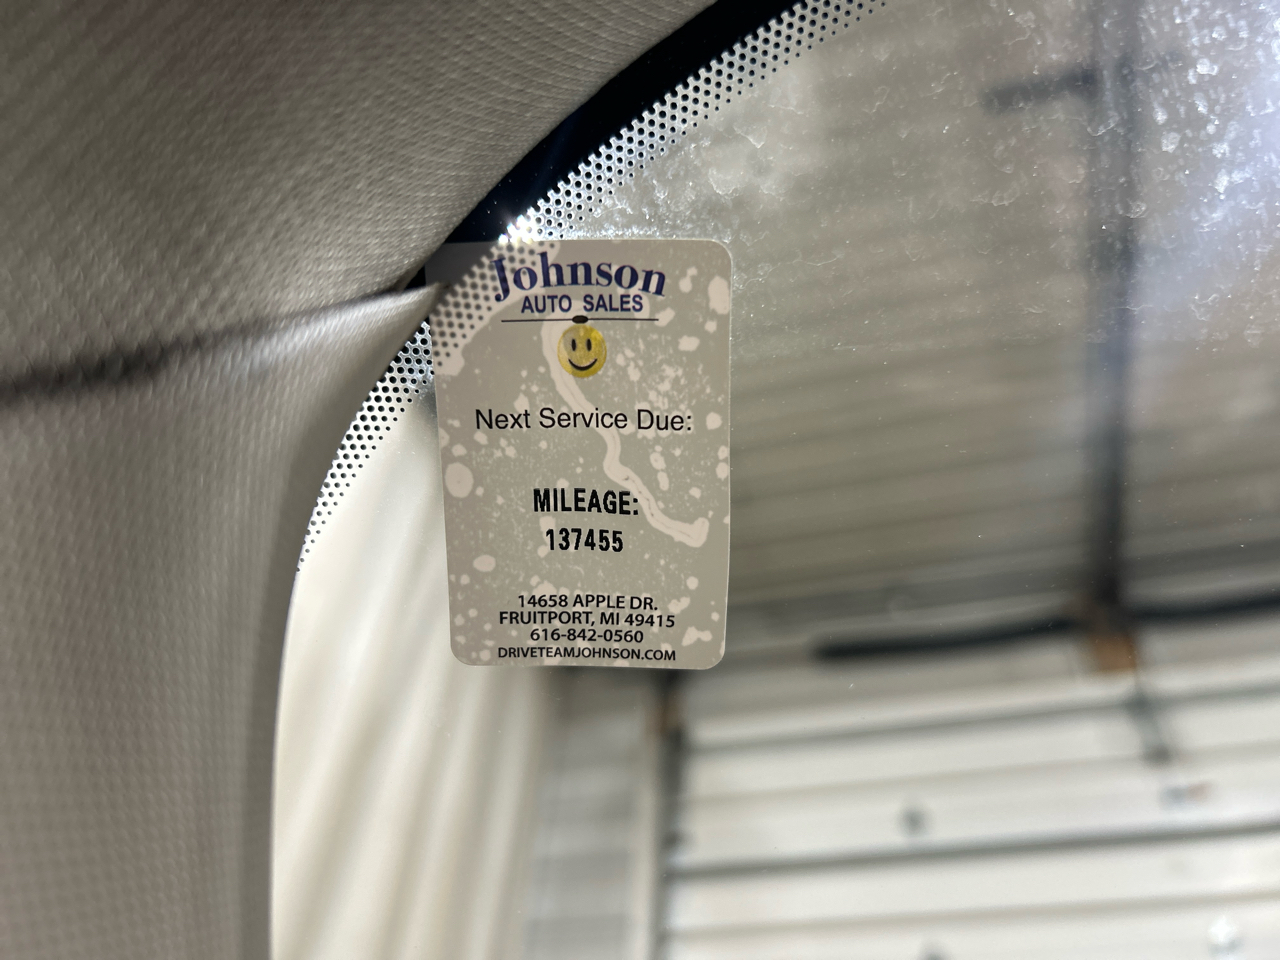 Johnson
AUTO SALES
Next Service Due:
MILEAGE:
137455
14658 APPLE DR.
FRUITPORT, MI 49415
616-842-0560
DRIVETEAMJOHNSON.COM